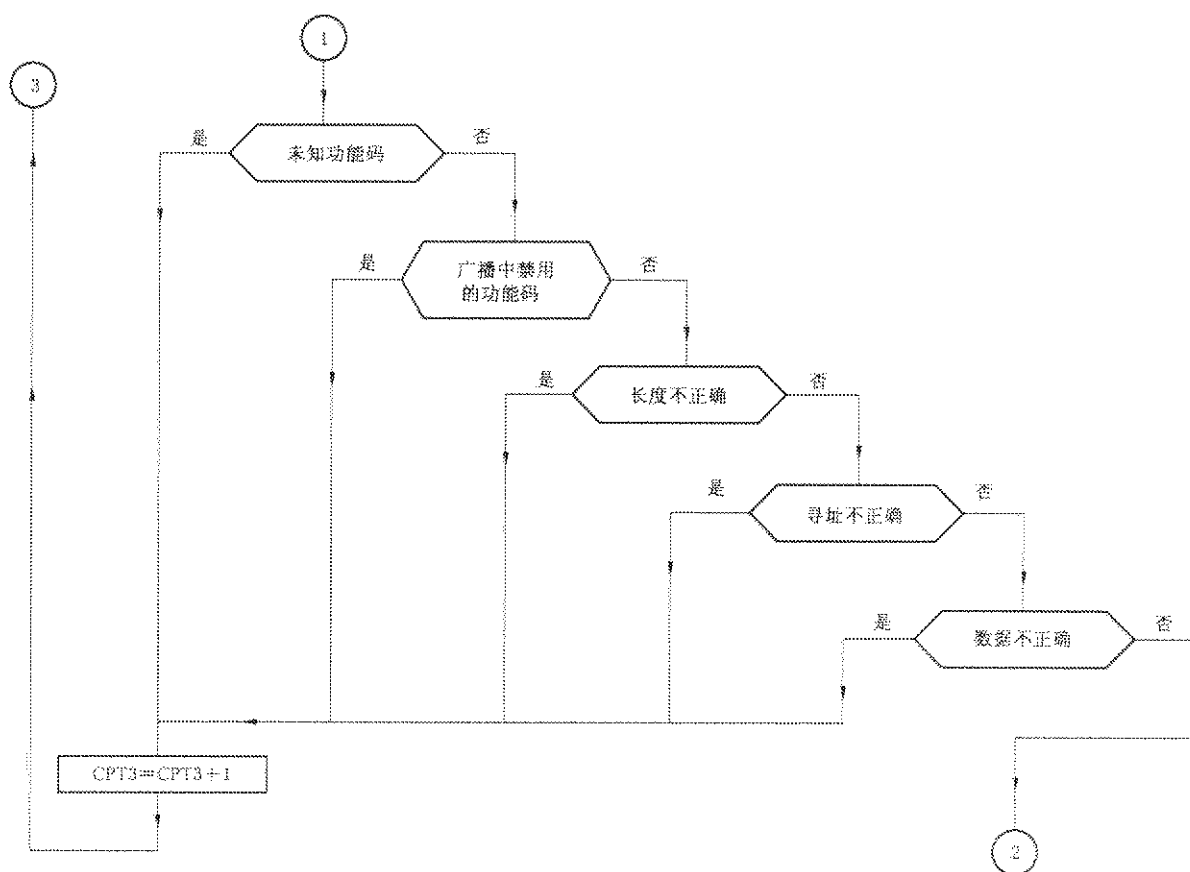 1
3
是
否
未知功能码
是
否
广播中禁用
的功能码
是
否
长度不正确
是
否
寻址不正确
是
否
数据不正确
CPT3=CPT3+1
2